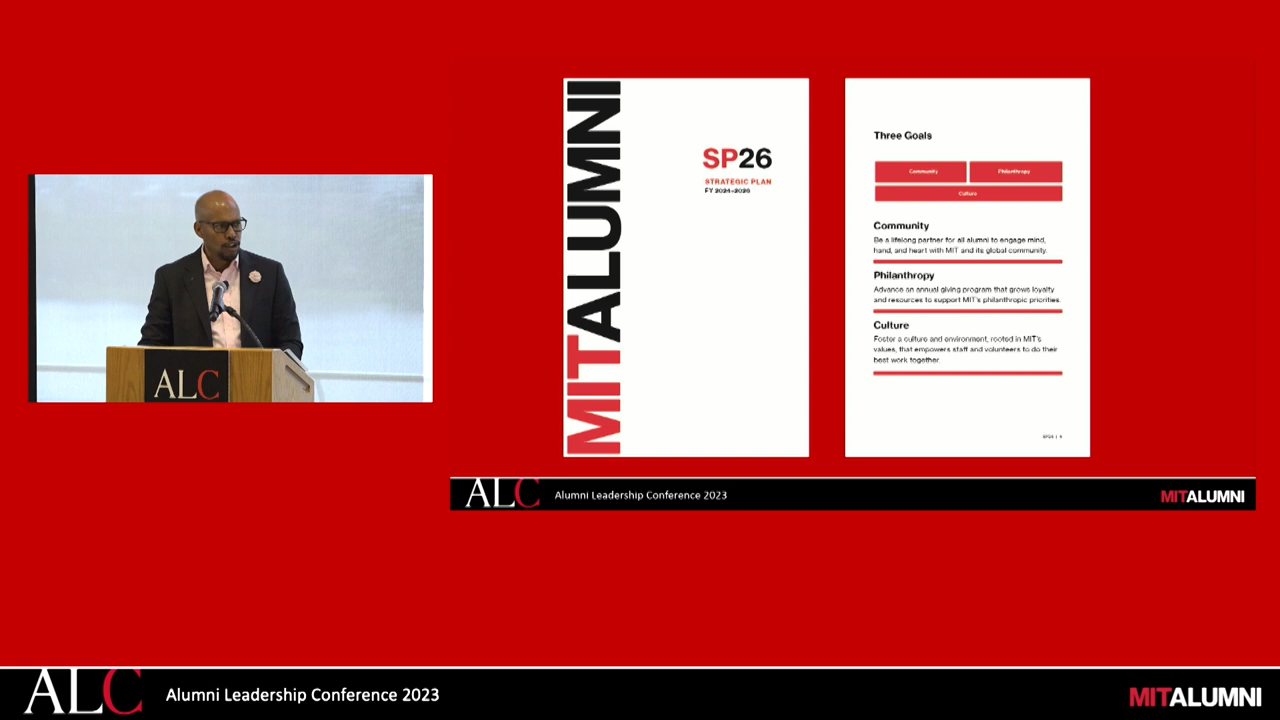 ALC
MITALUMNI
SP26
STRATEGIC PLAN
FY 2024–2026
Three Goals
Community
Philanthropy
Culture
Community
Be a lifelong partner for all alumni to engage mind,
hand, and heart with MIT and its global community.
Philanthropy
Advance an annual giving program that grows loyalty
and resources to support MIT's philanthropic priorities.
Culture
Foster a culture and environment, rooted in MIT's
values, that empowers staff and volunteers to do their
best work together.
SP26 |
ALC Alumni Leadership Conference 2023 MITALUMNI
ALC Alumni Leadership Conference 2023 MITALUMNI